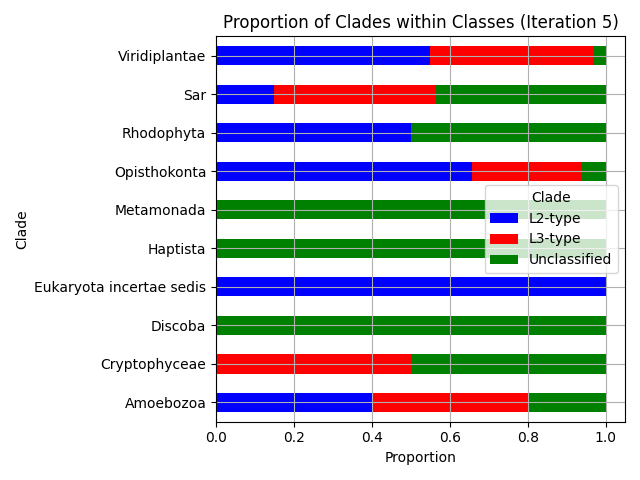 Proportion of Clades within Classes (Iteration 5)
Clade
Viridiplantae
Sar
Rhodophyta
Opisthokonta
Metamonada
Haptista
Eukaryota incertae sedis
Discoba
Cryptophyceae
Amoebozoa
Clade
L2-type
L3-type
Unclassified
0.0 0.2 0.4 0.6 0.8 1.0
Proportion